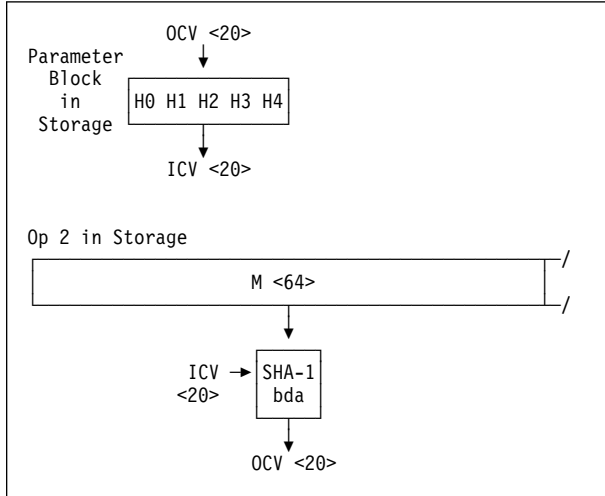 OCV <20>
Parameter
Block
in
Storage
H0 H1 H2 H3 H4
ICV <20>
Op 2 in Storage
M <64>
ICV
<20>
SHA-1
bda
OCV <20>